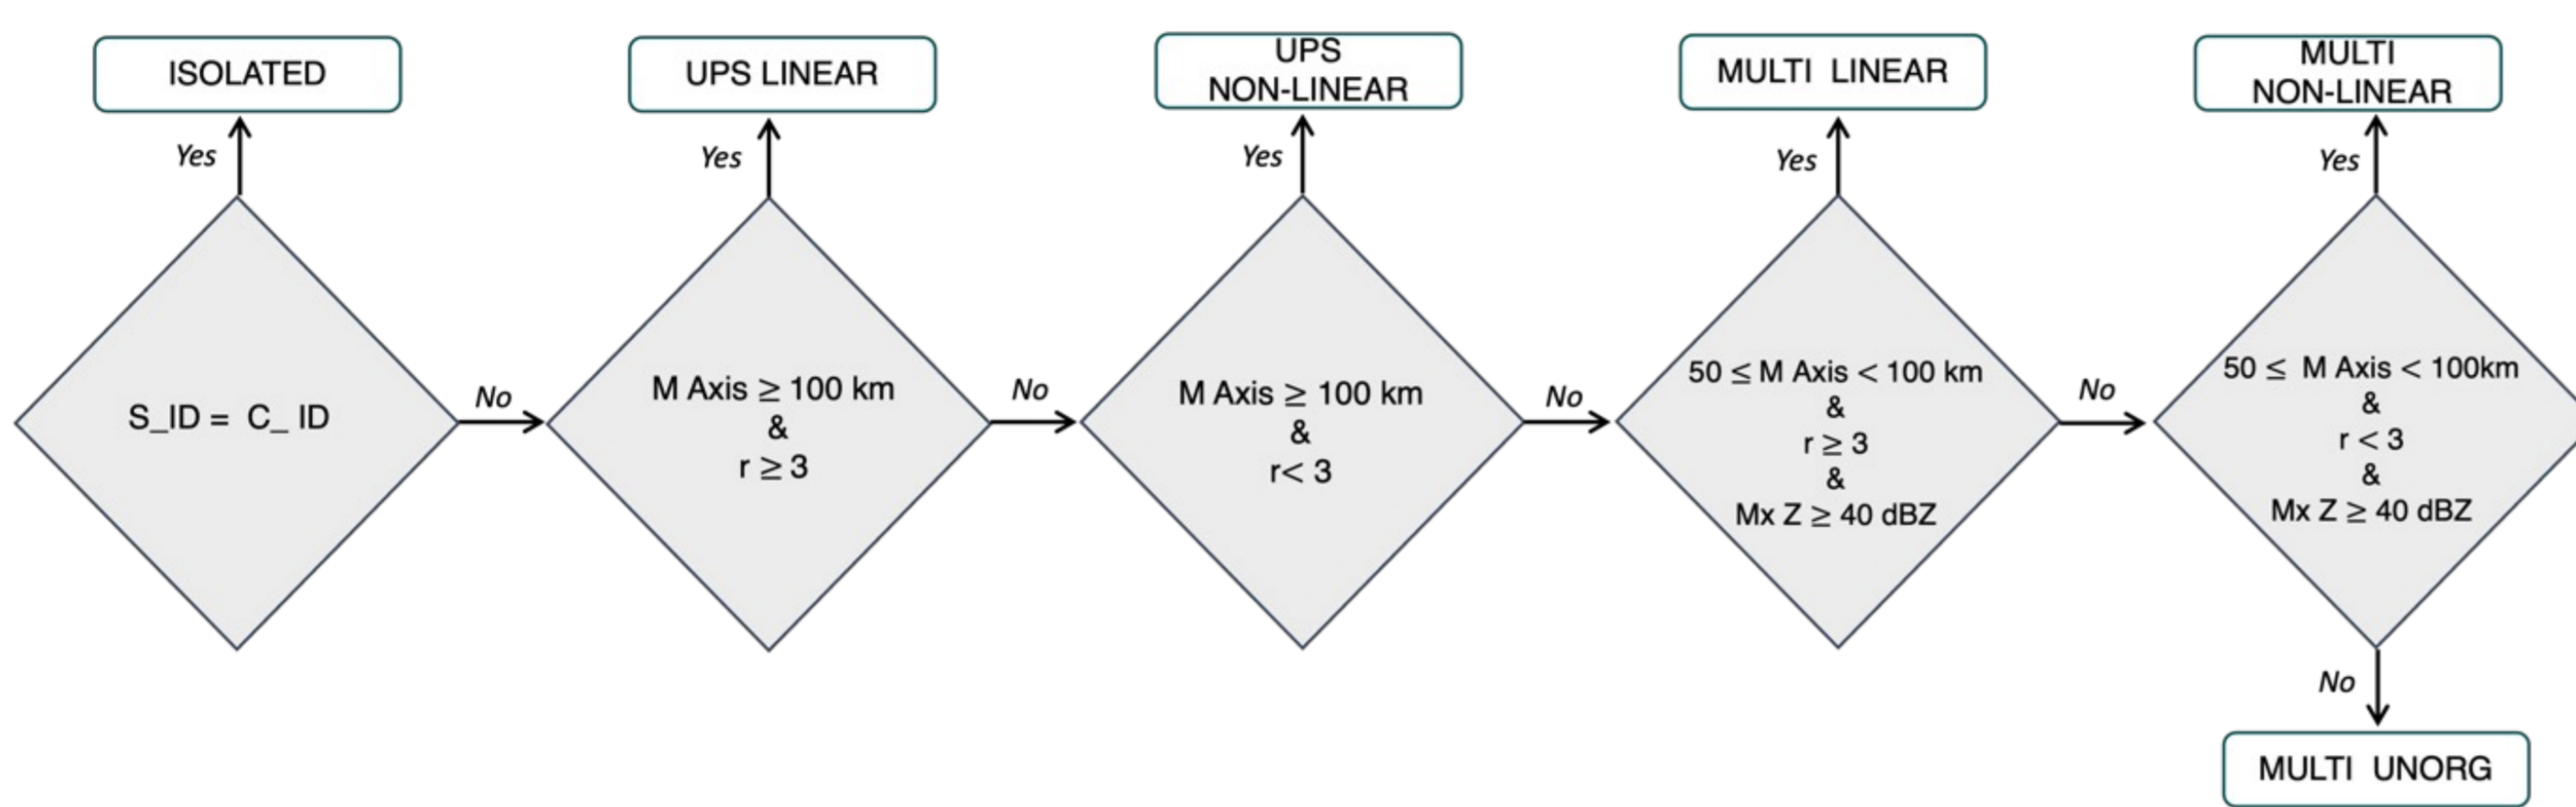 ISOLATED
Yes
S_ID = C_ ID
No
UPS LINEAR
Yes
M Axis ≥ 100 km
&
r ≥ 3
No
UPS
NON-LINEAR
Yes
M Axis ≥ 100 km
&
r< 3
No
MULTI LINEAR
Yes
50 ≤ M Axis < 100 km
&
r ≥ 3
&
Mx Z ≥ 40 dBZ
No
MULTI
NON-LINEAR
Yes
50 ≤ M Axis < 100km
&
r < 3
&
Mx Z ≥ 40 dBZ
No
MULTI UNORG